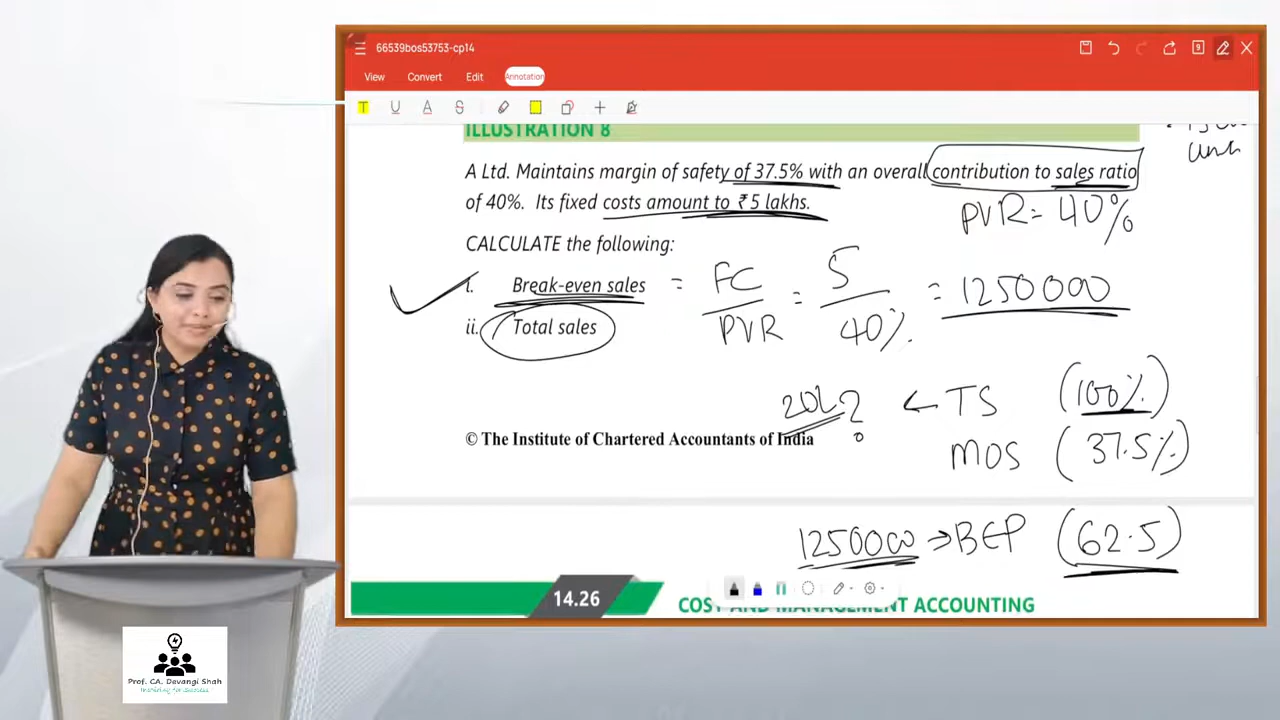 66539bos53753-cp14
View Convert Edit Annotation
ILLUSTRATION 8
A Ltd. Maintains margin of safety of 37.5% with an overall contribution to sales ratio
of 40%. Its fixed costs amount to ₹ 5 lakhs.
PVR = 40%
CALCULATE the following:
i. Break-even sales = FC / PVR = 5 / 40% = 1250000
ii. Total sales
20L ? ← TS (100%)
© The Institute of Chartered Accountants of India
MOS (37.5%)
1250000 ⇒ BEP (62.5)
14.26
COST AND MANAGEMENT ACCOUNTING
Prof. CA. Devangi Shah